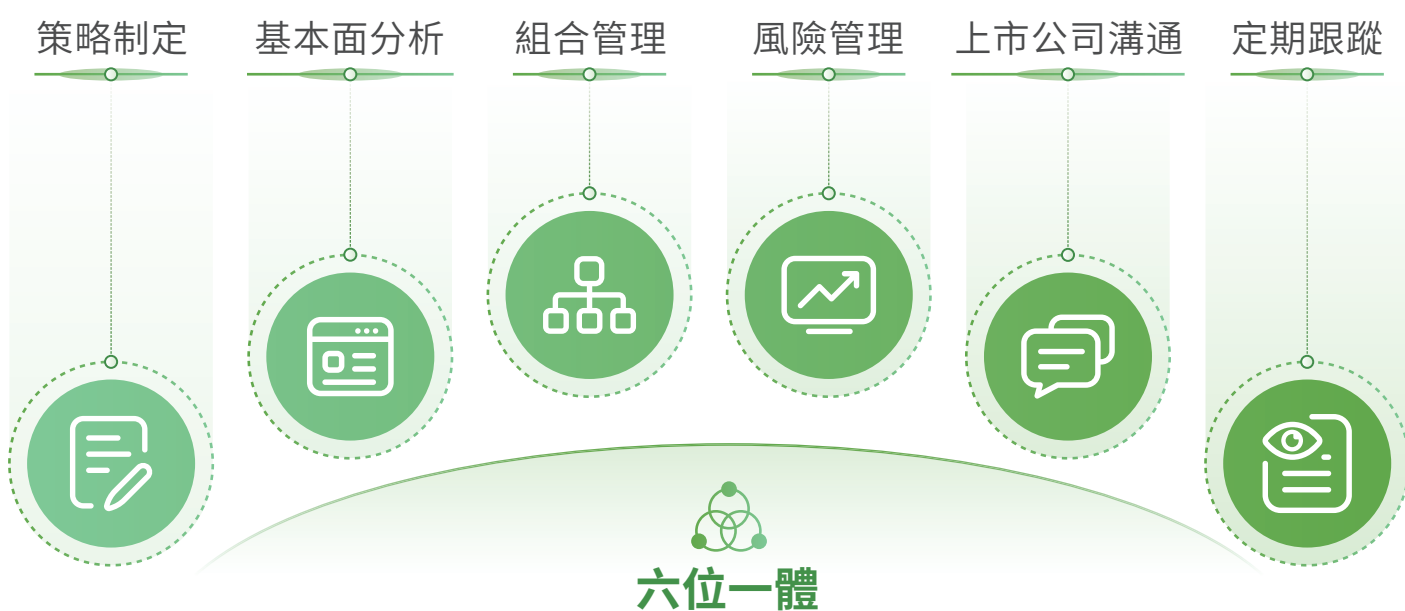 策略制定
基本面分析
組合管理
風險管理
上市公司溝通
定期跟蹤
六位一體